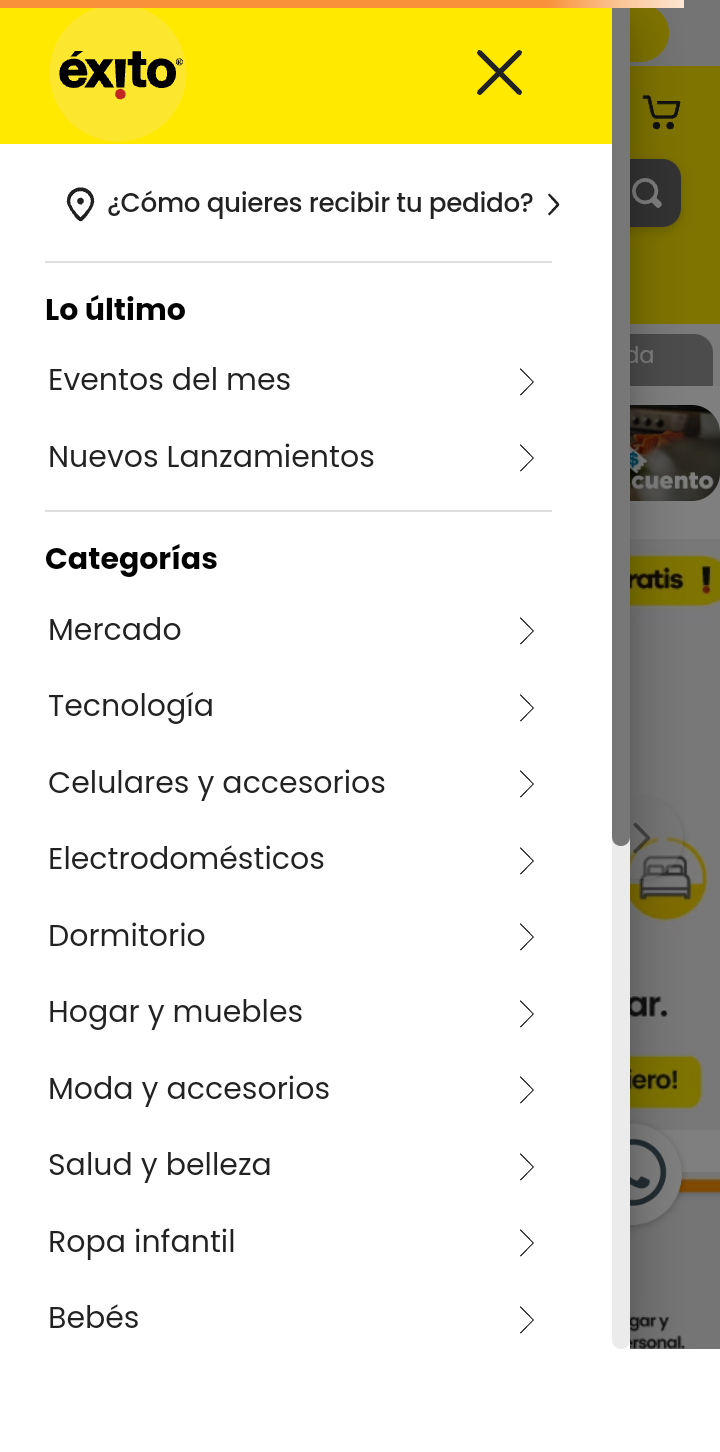 éxito®
¿Cómo quieres recibir tu pedido?
Lo último
Eventos del mes
Nuevos Lanzamientos
Categorías
Mercado
Tecnología
Celulares y accesorios
Electrodomésticos
Dormitorio
Hogar y muebles
Moda y accesorios
Salud y belleza
Ropa infantil
Bebés
da
cuento
ratis !
ar.
iero!
gar y
ersonal.